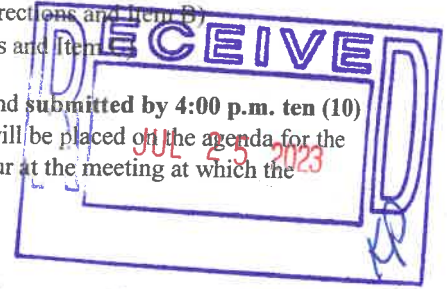 rections and Item B)
s and Item
RECEIVED
nd submitted by 4:00 p.m. ten (10)
will be placed on the agenda for the
JUL 25 2023
ur at the meeting at which the